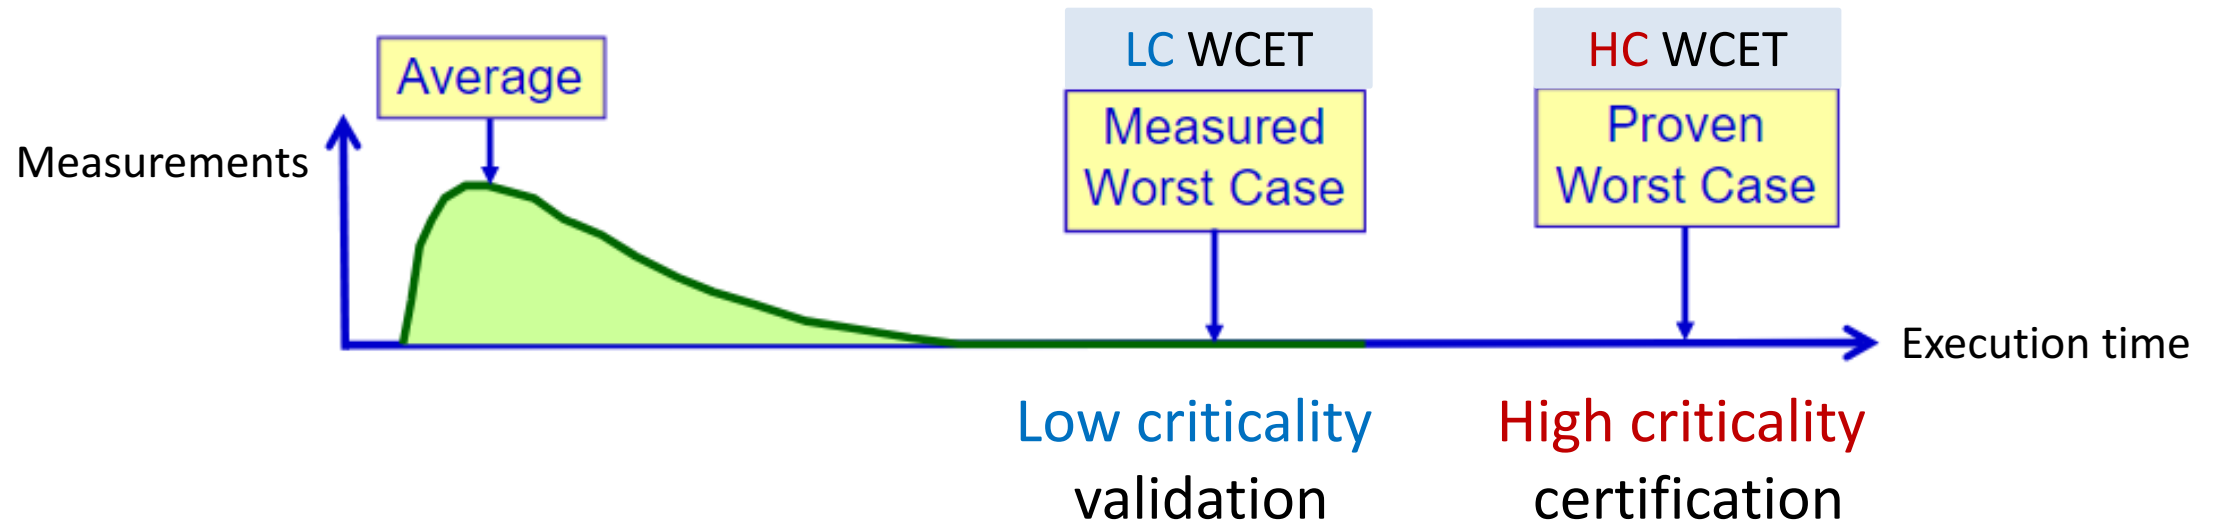 LC WCET
HC WCET
Average
Measured
Worst Case
Proven
Worst Case
Measurements
Execution time
Low criticality
validation
High criticality
certification